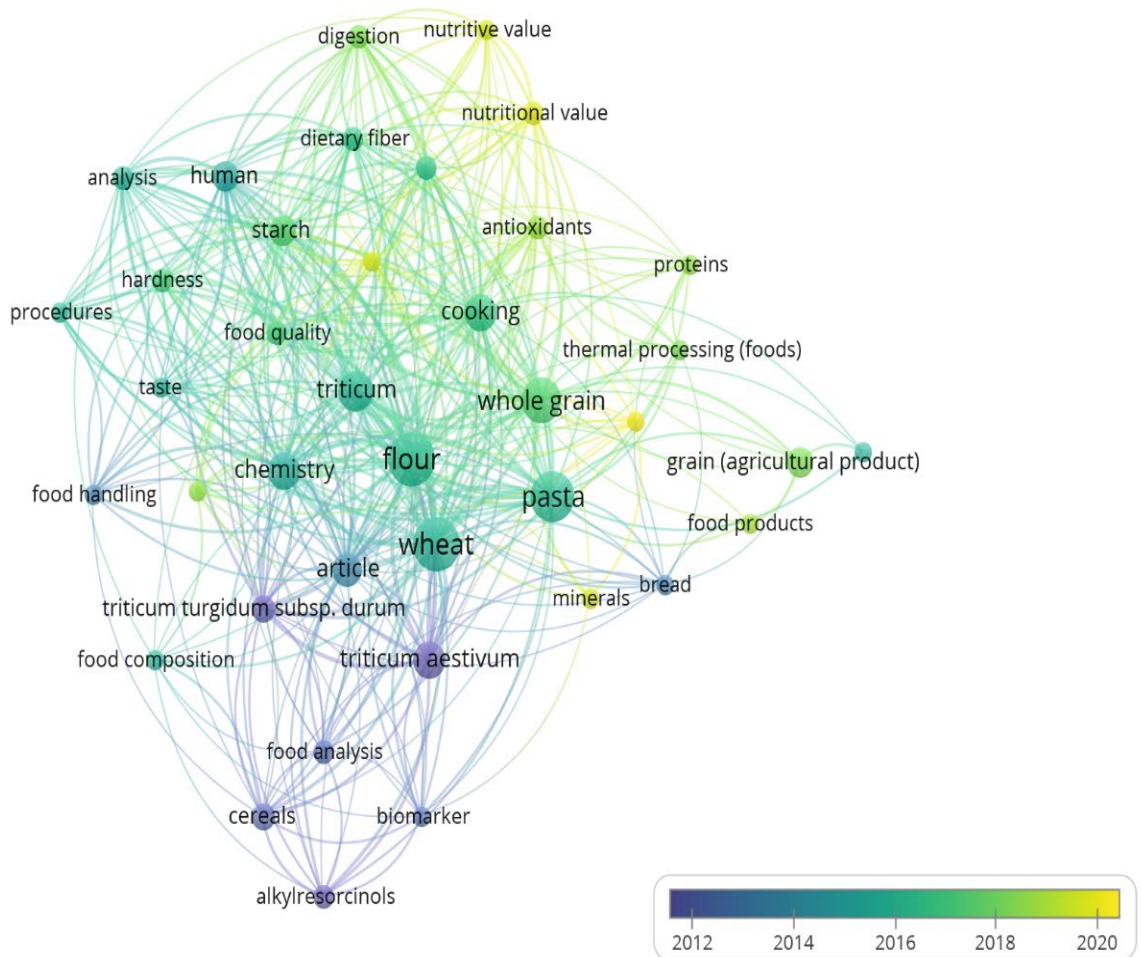 nutritive value
digestion
nutritional value
dietary fiber
analysis
human
starch
antioxidants
proteins
hardness
procedures
cooking
food quality
thermal processing (foods)
taste
triticum
whole grain
flour
grain (agricultural product)
chemistry
food handling
pasta
food products
wheat
article
bread
minerals
triticum turgidum subsp. durum
food composition
triticum aestivum
food analysis
cereals
biomarker
alkylresorcinols
2012 2014 2016 2018 2020